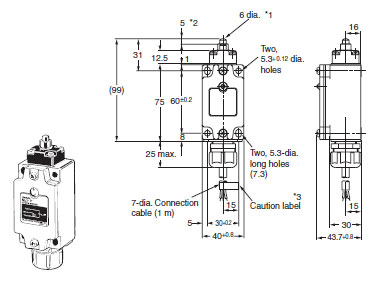 6 dia. *1
5 *2
16
31
12.5
1
Two,
5.3±0.12 dia.
holes
(99)
75
60±0.2
8
25 max.
Two, 5.3-dia.
long holes
(7.3)
7-dia. Connection
cable (1 m)
*3
Caution label
15
5
30±0.2
40±0.8
15
30
43.7±0.8